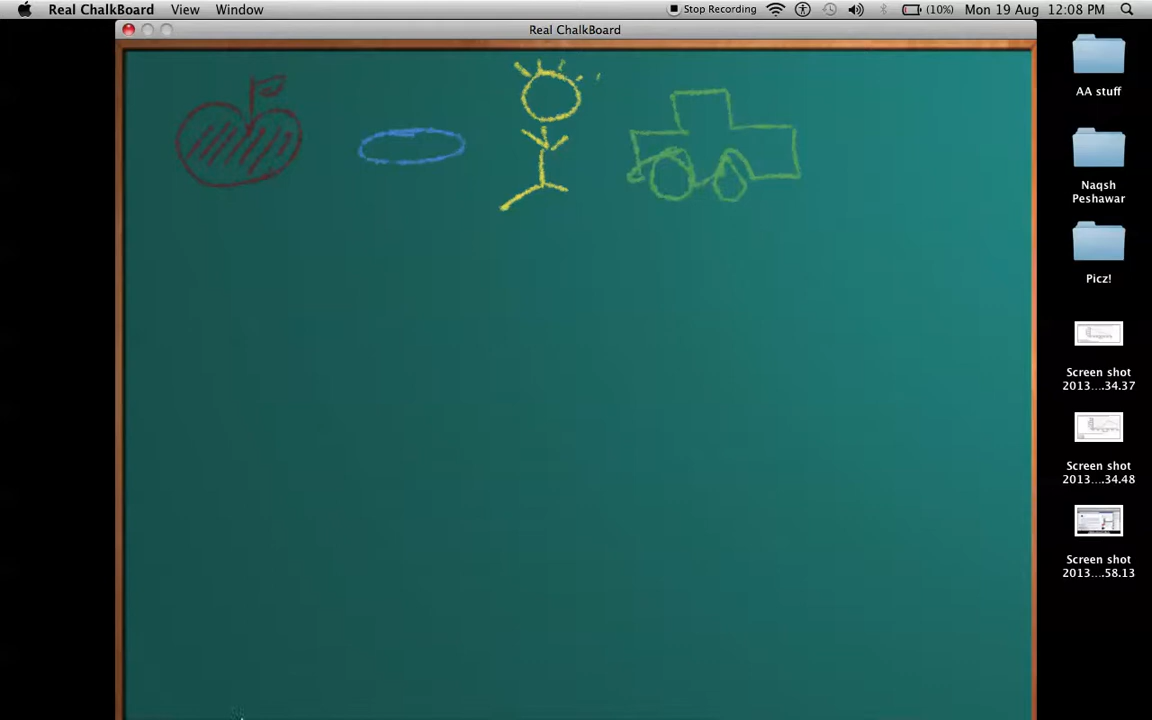 Real ChalkBoard View Window Stop Recording (10%) Mon 19 Aug 12:08 PM
Real ChalkBoard
AA stuff
Naqsh
Peshawar
Picz!
Screen shot
2013....34.37
Screen shot
2013....34.48
Screen shot
2013....58.13